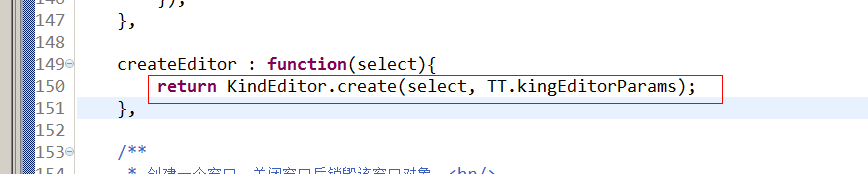 146 });
147 },
148
149 createEditor : function(select){
150 return KindEditor.create(select, TT.kingEditorParams);
151 },
152
153 /**
154 * 创建一个窗口，关闭窗口后销毁该窗口对象。<br/>